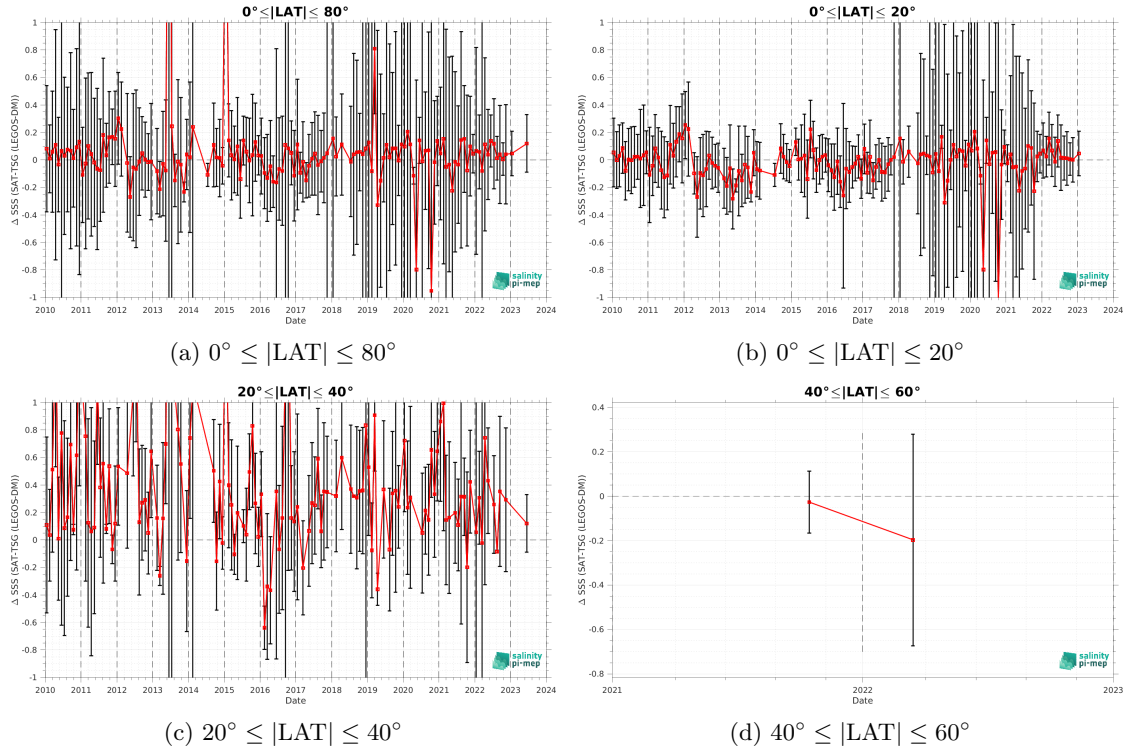 0°≤|LAT|≤ 80°
Δ SSS (SAT-TSG (LEGOS-DM))
1
0.8
0.6
0.4
0.2
0
-0.2
-0.4
-0.6
-0.8
-1
2010 2011 2012 2013 2014 2015 2016 2017 2018 2019 2020 2021 2022 2023 2024
Date
salinity
pi-mep
(a) 0° ≤ |LAT| ≤ 80°
0°≤|LAT|≤ 20°
Δ SSS (SAT-TSG (LEGOS-DM))
1
0.8
0.6
0.4
0.2
0
-0.2
-0.4
-0.6
-0.8
-1
2010 2011 2012 2013 2014 2015 2016 2017 2018 2019 2020 2021 2022 2023 2024
Date
salinity
pi-mep
(b) 0° ≤ |LAT| ≤ 20°
20°≤|LAT|≤ 40°
Δ SSS (SAT-TSG (LEGOS-DM))
1
0.8
0.6
0.4
0.2
0
-0.2
-0.4
-0.6
-0.8
-1
2010 2011 2012 2013 2014 2015 2016 2017 2018 2019 2020 2021 2022 2023 2024
Date
salinity
pi-mep
(c) 20° ≤ |LAT| ≤ 40°
40°≤|LAT|≤ 60°
Δ SSS (SAT-TSG (LEGOS-DM))
0.4
0.2
0
-0.2
-0.4
-0.6
-0.8
2021 2022 2023
Date
salinity
pi-mep
(d) 40° ≤ |LAT| ≤ 60°